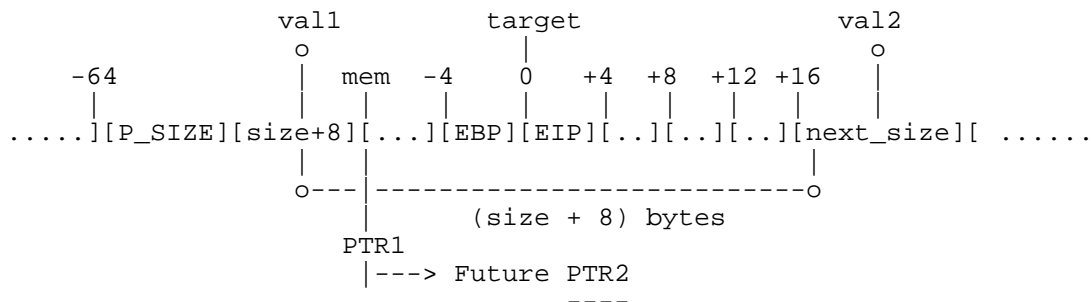 val1 target val2
o | o
-64 | mem -4 0 +4 +8 +12 +16 |
| | | | | | | | | |
.....][P_SIZE][size+8][...][EBP][EIP][..][..][..][next_size][ ......
| | |
o---|---------------------------o
| (size + 8) bytes
PTR1
|---> Future PTR2
----